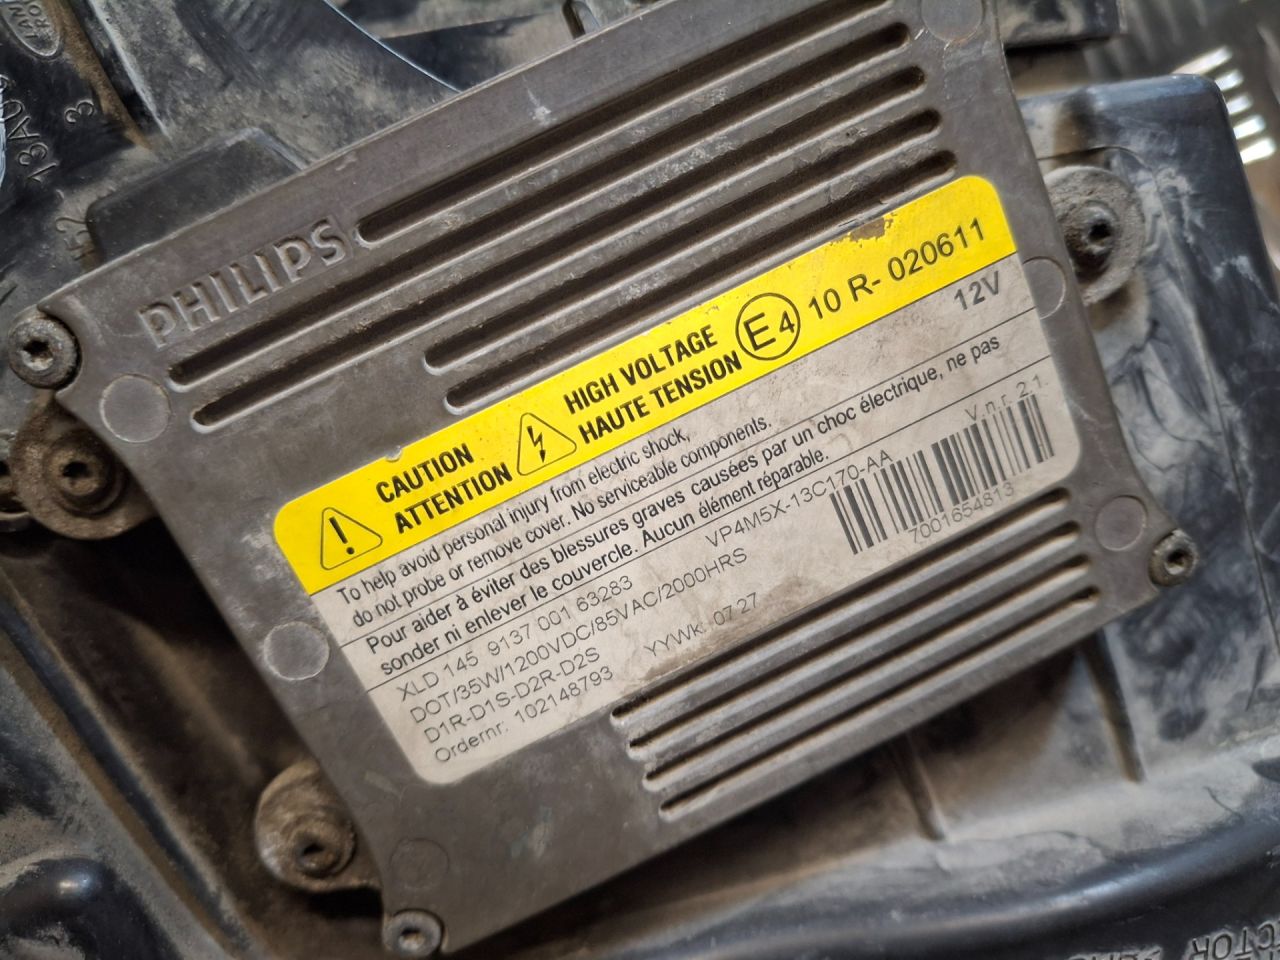 PHILIPS
CAUTION
ATTENTION
HIGH VOLTAGE
HAUTE TENSION
E4 10 R- 020611
12V
To help avoid personal injury from electric shock,
do not probe or remove cover. No serviceable components.
Pour aider à éviter des blessures graves causées par un choc électrique, ne pas
sonder ni enlever le couvercle. Aucun élément réparable.
XLD 145 9137 001 63283
VP4M5X-13C170-AA
V.n.r. 2.1.
DOT/35W/1200VDC/85VAC/2000HRS
7001654813
D1R-D1S-D2R-D2S
YYWk: 07 27
Ordernr: 102148793
3